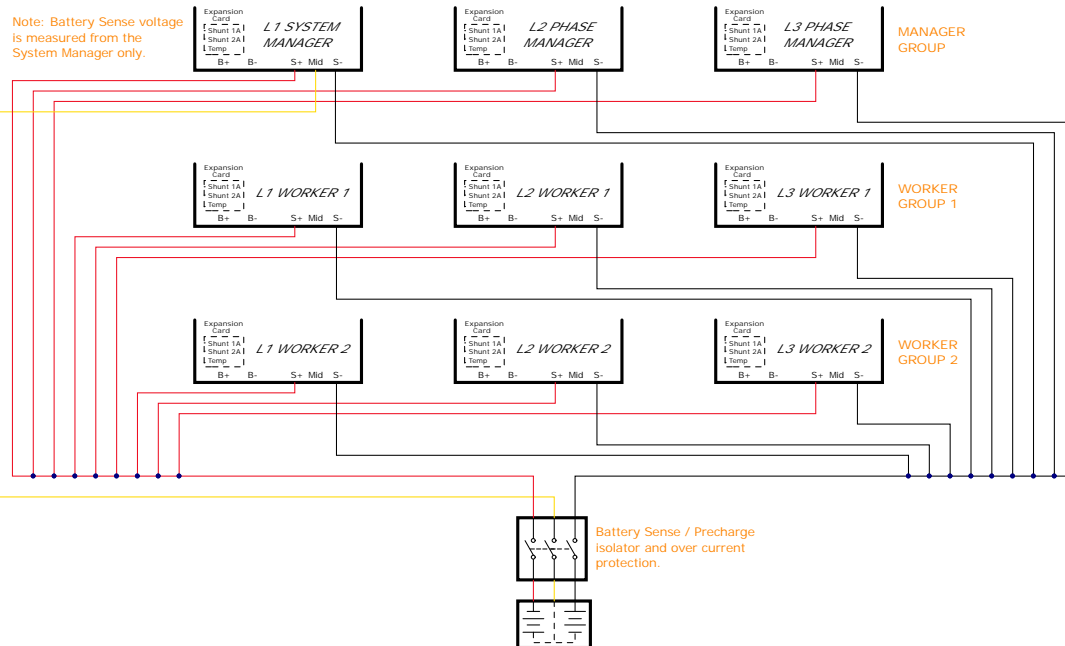 Note: Battery Sense voltage
is measured from the
System Manager only.
Expansion
Card
Shunt 1A
Shunt 2A
Temp
L1 SYSTEM
MANAGER
B+ B- S+ Mid S-
Expansion
Card
Shunt 1A
Shunt 2A
Temp
L2 PHASE
MANAGER
B+ B- S+ Mid S-
Expansion
Card
Shunt 1A
Shunt 2A
Temp
L3 PHASE
MANAGER
B+ B- S+ Mid S-
MANAGER
GROUP
Expansion
Card
Shunt 1A
Shunt 2A
Temp
L1 WORKER 1
B+ B- S+ Mid S-
Expansion
Card
Shunt 1A
Shunt 2A
Temp
L2 WORKER 1
B+ B- S+ Mid S-
Expansion
Card
Shunt 1A
Shunt 2A
Temp
L3 WORKER 1
B+ B- S+ Mid S-
WORKER
GROUP 1
Expansion
Card
Shunt 1A
Shunt 2A
Temp
L1 WORKER 2
B+ B- S+ Mid S-
Expansion
Card
Shunt 1A
Shunt 2A
Temp
L2 WORKER 2
B+ B- S+ Mid S-
Expansion
Card
Shunt 1A
Shunt 2A
Temp
L3 WORKER 2
B+ B- S+ Mid S-
WORKER
GROUP 2
Battery Sense / Precharge
isolator and over current
protection.